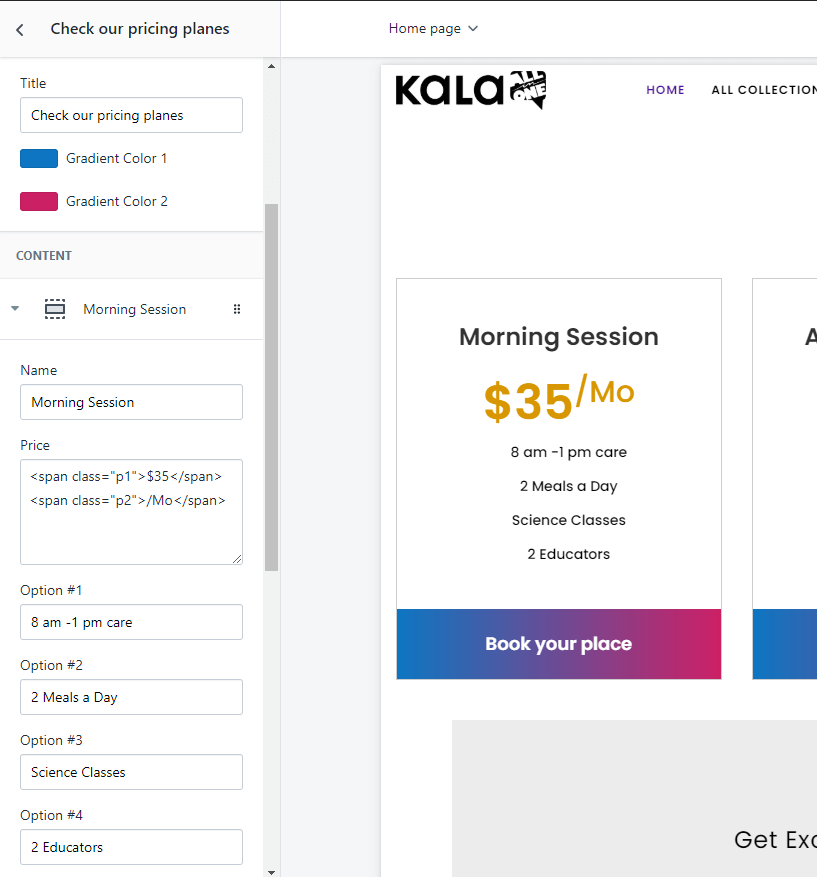 Check our pricing planes
Home page
Title
Check our pricing planes
Gradient Color 1
Gradient Color 2
CONTENT
Morning Session
Name
Morning Session
Price
<span class="p1">$35</span>
<span class="p2">/Mo</span>
Option #1
8 am -1 pm care
Option #2
2 Meals a Day
Option #3
Science Classes
Option #4
2 Educators
KALA ALL
ONE
HOME ALL COLLECTION
Morning Session
$35/Mo
8 am -1 pm care
2 Meals a Day
Science Classes
2 Educators
Book your place
A
Get Exc